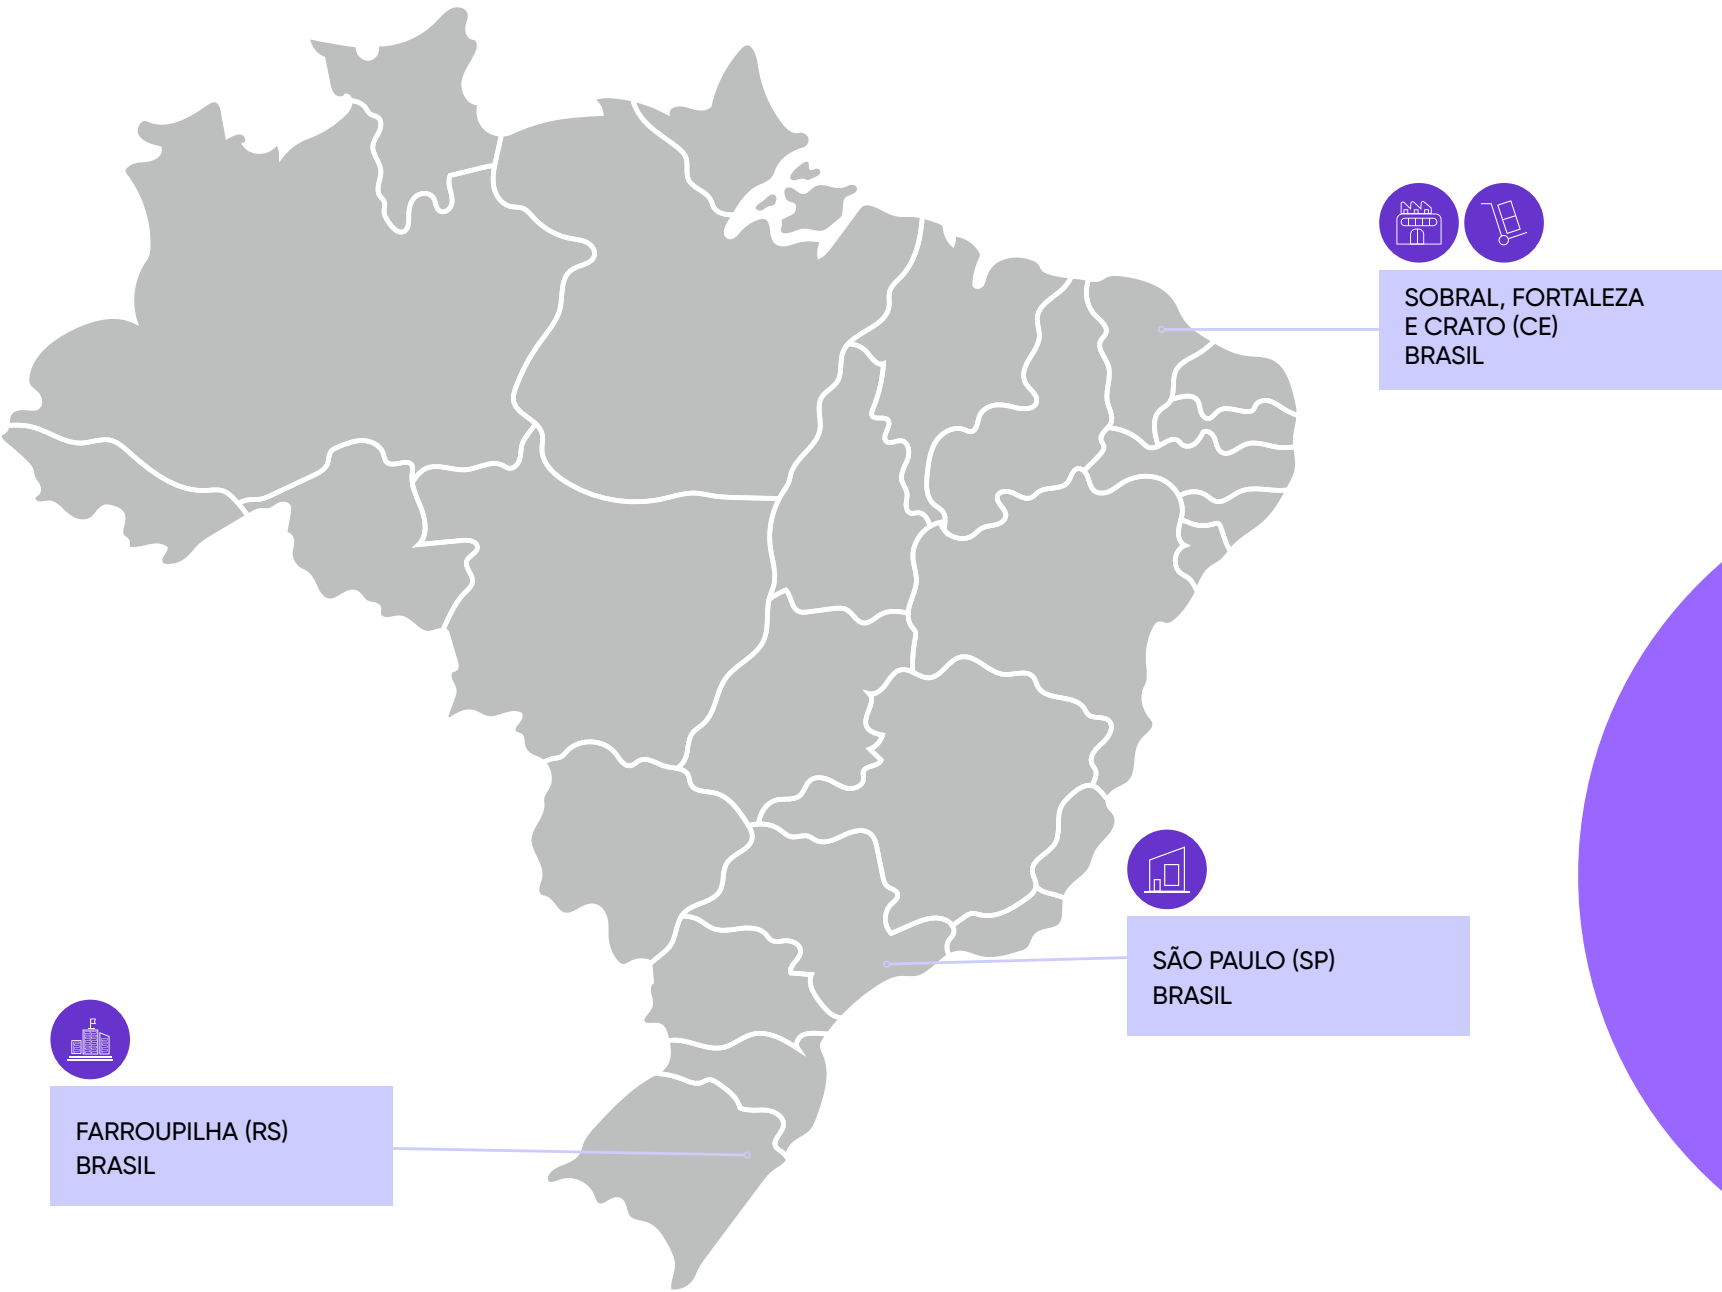 SOBRAL, FORTALEZA
E CRATO (CE)
BRASIL
SÃO PAULO (SP)
BRASIL
FARROUPILHA (RS)
BRASIL